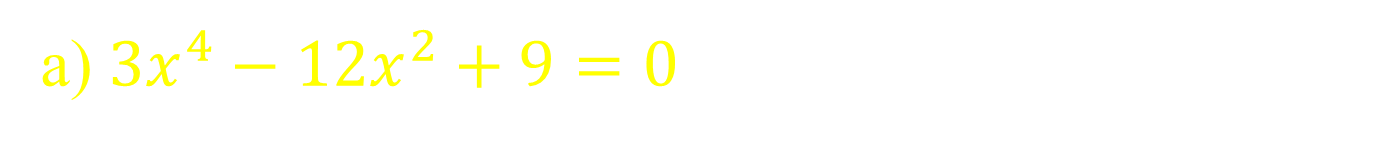 a) 3x⁴ − 12x² + 9 = 0